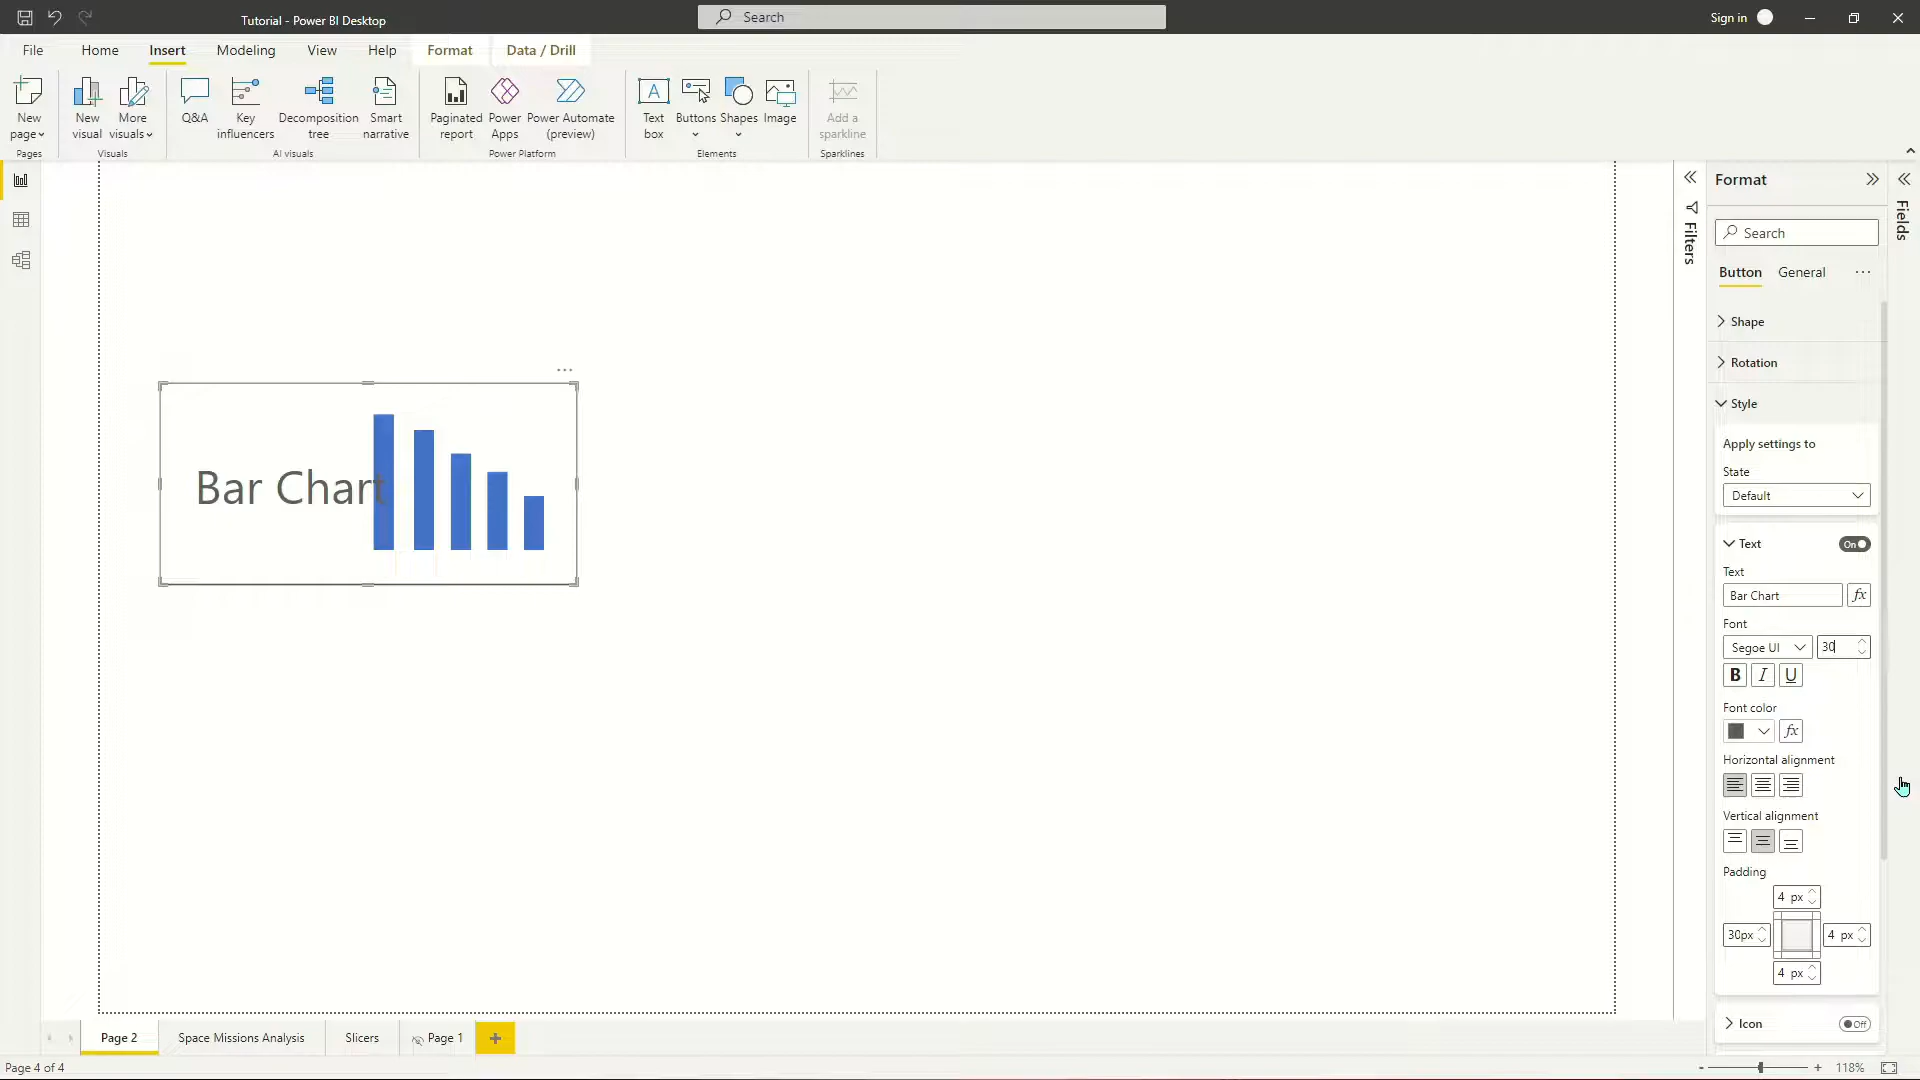 Tutorial - Power BI Desktop
Search
Sign in
File
Home
Insert
Modeling
View
Help
Format
Data / Drill
New page
New visual
More visuals
Q&A
Key influencers
Decomposition tree
Smart narrative
Paginated report
Power Apps
Power Automate (preview)
Text box
Buttons
Shapes
Image
Add a sparkline
Pages
Visuals
AI visuals
Power Platform
Elements
Sparklines
Filters
Format
Fields
Search
Button
General
Shape
Rotation
Style
Apply settings to
State
Default
Text
On
Text
Bar Chart
fx
Font
Segoe UI
30
B
I
U
Font color
fx
Horizontal alignment
Vertical alignment
Padding
4 px
30px
4 px
4 px
Icon
Off
Bar Chart
Page 2
Space Missions Analysis
Slicers
Page 1
+
Page 4 of 4
- + 118%